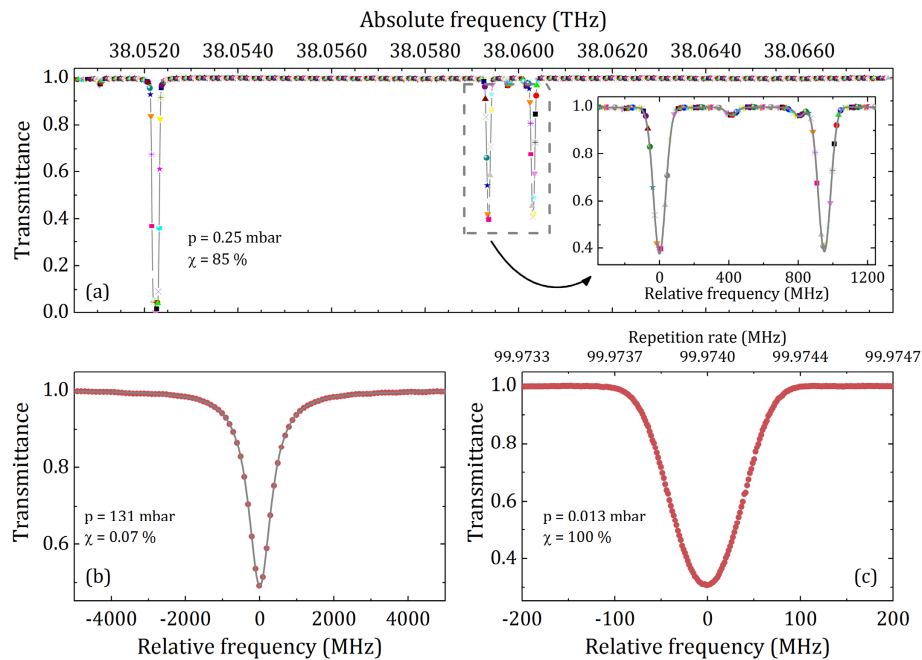 Absolute frequency (THz)
38.0520 38.0540 38.0560 38.0580 38.0600 38.0620 38.0640 38.0660
Transmittance
1.0
0.8
0.6
0.4
0.2
0.0
p = 0.25 mbar
χ = 85 %
(a)
1.0
0.8
0.6
0.4
0 400 800 1200
Relative frequency (MHz)
Transmittance
1.0
0.8
0.6
p = 131 mbar
χ = 0.07 %
(b)
-4000 -2000 0 2000 4000
Relative frequency (MHz)
Repetition rate (MHz)
99.9733 99.9737 99.9740 99.9744 99.9747
Transmittance
1.0
0.8
0.6
0.4
p = 0.013 mbar
χ = 100 %
(c)
-200 -100 0 100 200
Relative frequency (MHz)